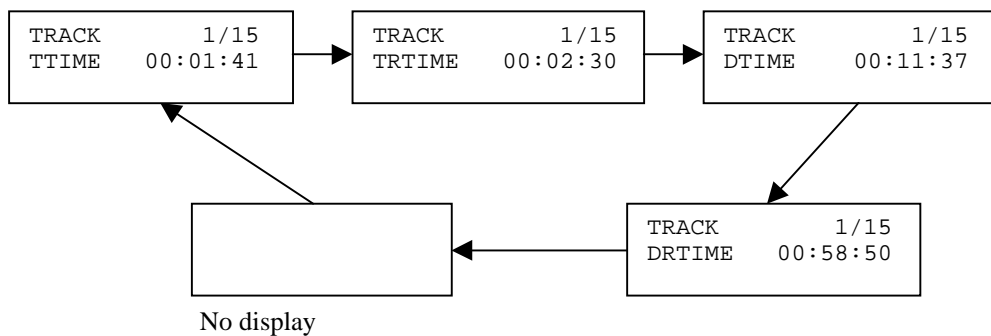 TRACK 1/15
TTIME 00:01:41
TRACK 1/15
TRTIME 00:02:30
TRACK 1/15
DTIME 00:11:37
TRACK 1/15
DRTIME 00:58:50
No display